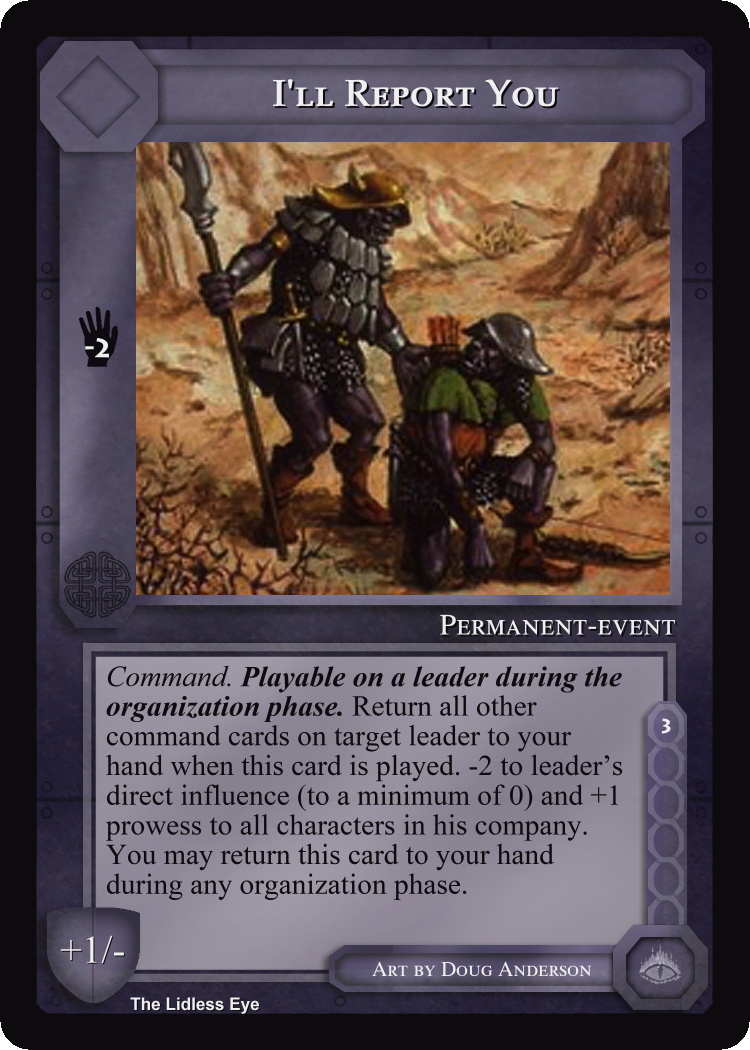 I'll Report You
-2
Permanent-event
Command. Playable on a leader during the
organization phase. Return all other
command cards on target leader to your
hand when this card is played. -2 to leader's
direct influence (to a minimum of 0) and +1
prowess to all characters in his company.
You may return this card to your hand
during any organization phase.
3
+1/-
Art by Doug Anderson
The Lidless Eye